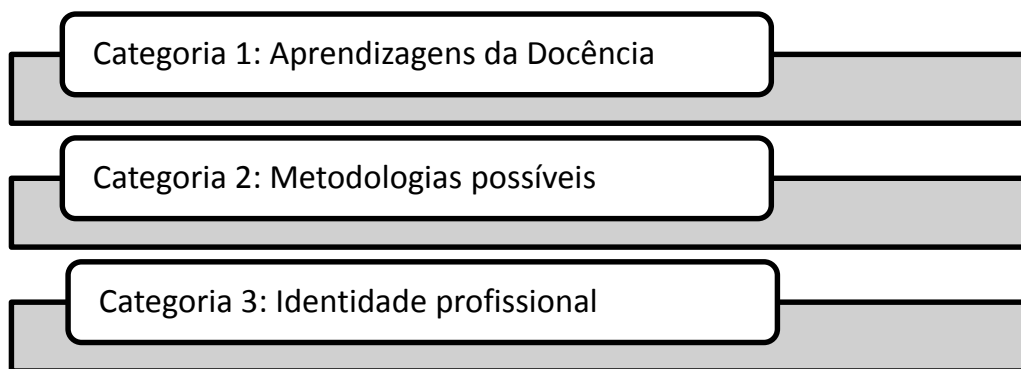 Categoria 1: Aprendizagens da Docência
Categoria 2: Metodologias possíveis
Categoria 3: Identidade profissional